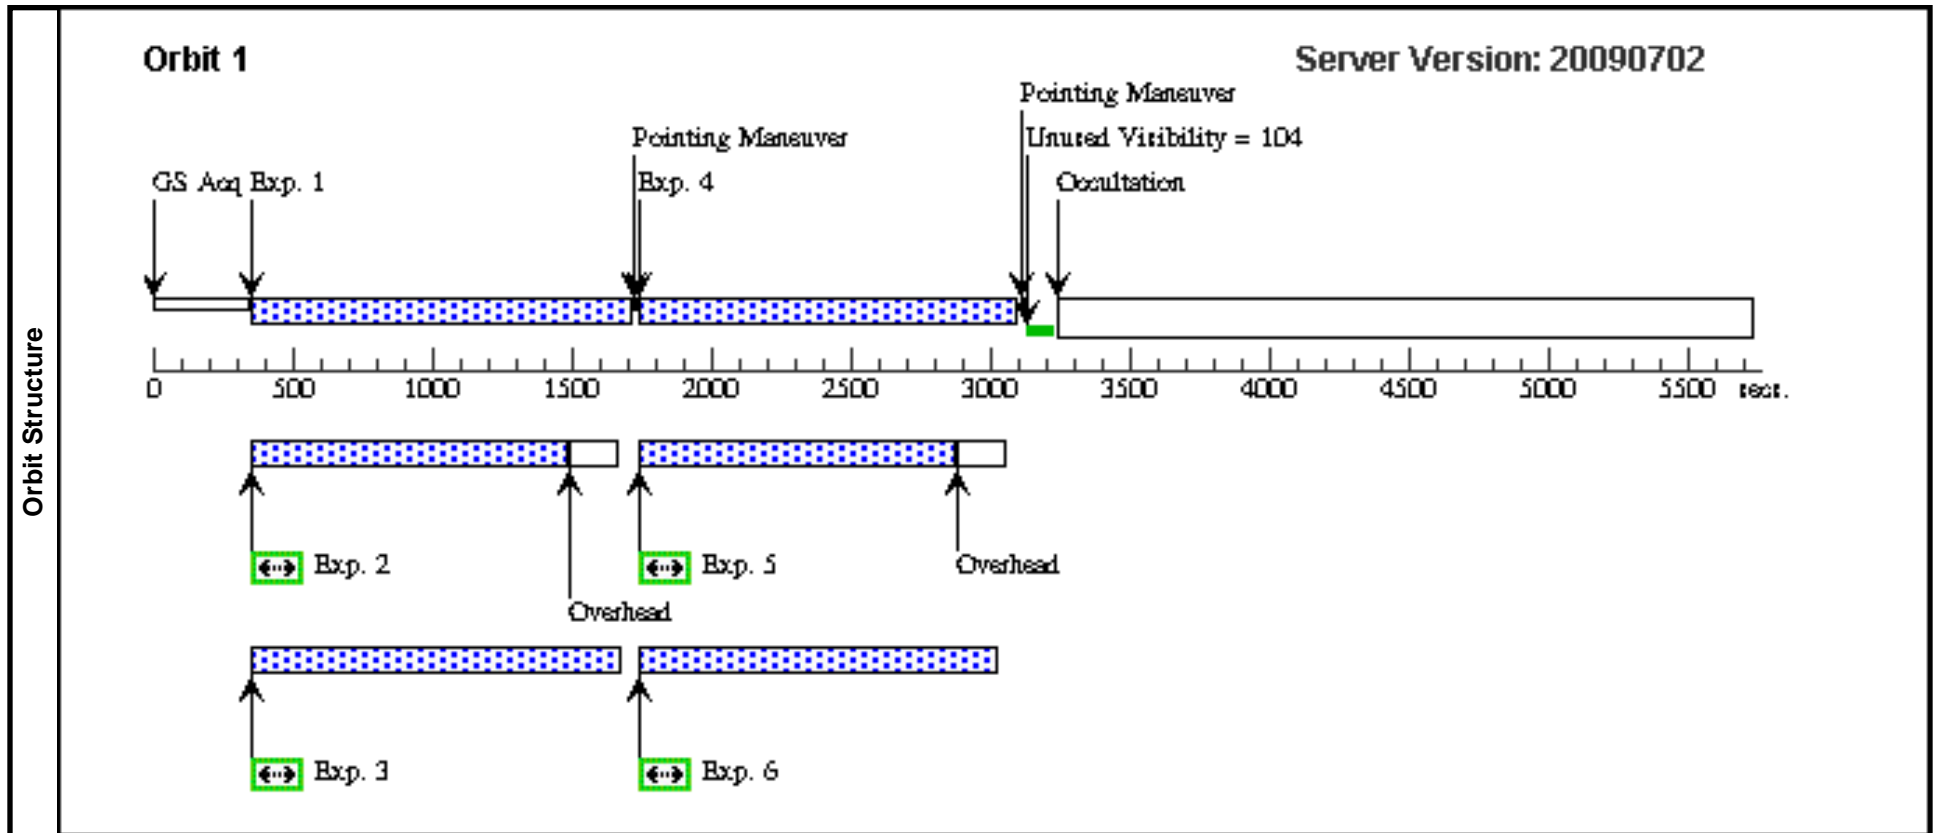 Orbit Structure
Orbit 1
Server Version: 20090702
Pointing Maneuver
Pointing Maneuver
Unused Visibility = 104
GS Acq
Exp. 1
Exp. 4
Occultation
0
500
1000
1500
2000
2500
3000
3500
4000
4500
5000
5500
secs.
Exp. 2
Exp. 5
Overhead
Overhead
Exp. 3
Exp. 6